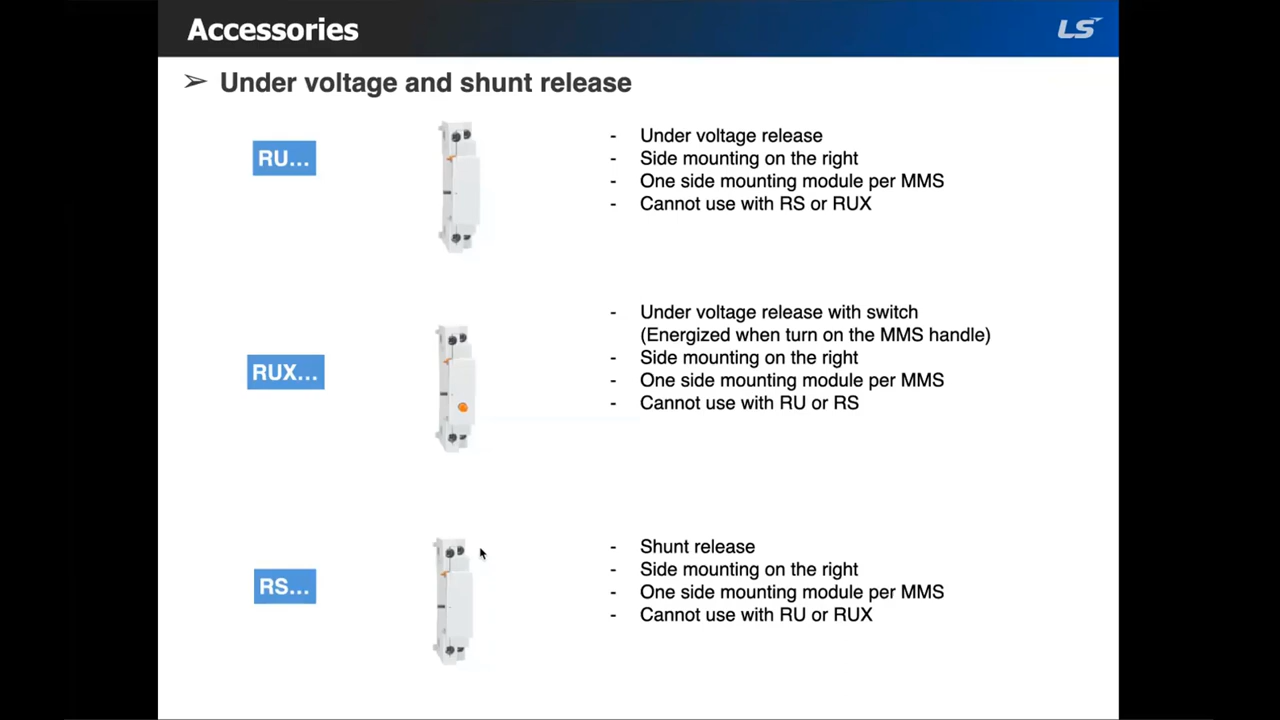 Accessories
LS
➢ Under voltage and shunt release
RU...
- Under voltage release
- Side mounting on the right
- One side mounting module per MMS
- Cannot use with RS or RUX
RUX...
- Under voltage release with switch
(Energized when turn on the MMS handle)
- Side mounting on the right
- One side mounting module per MMS
- Cannot use with RU or RS
RS...
- Shunt release
- Side mounting on the right
- One side mounting module per MMS
- Cannot use with RU or RUX